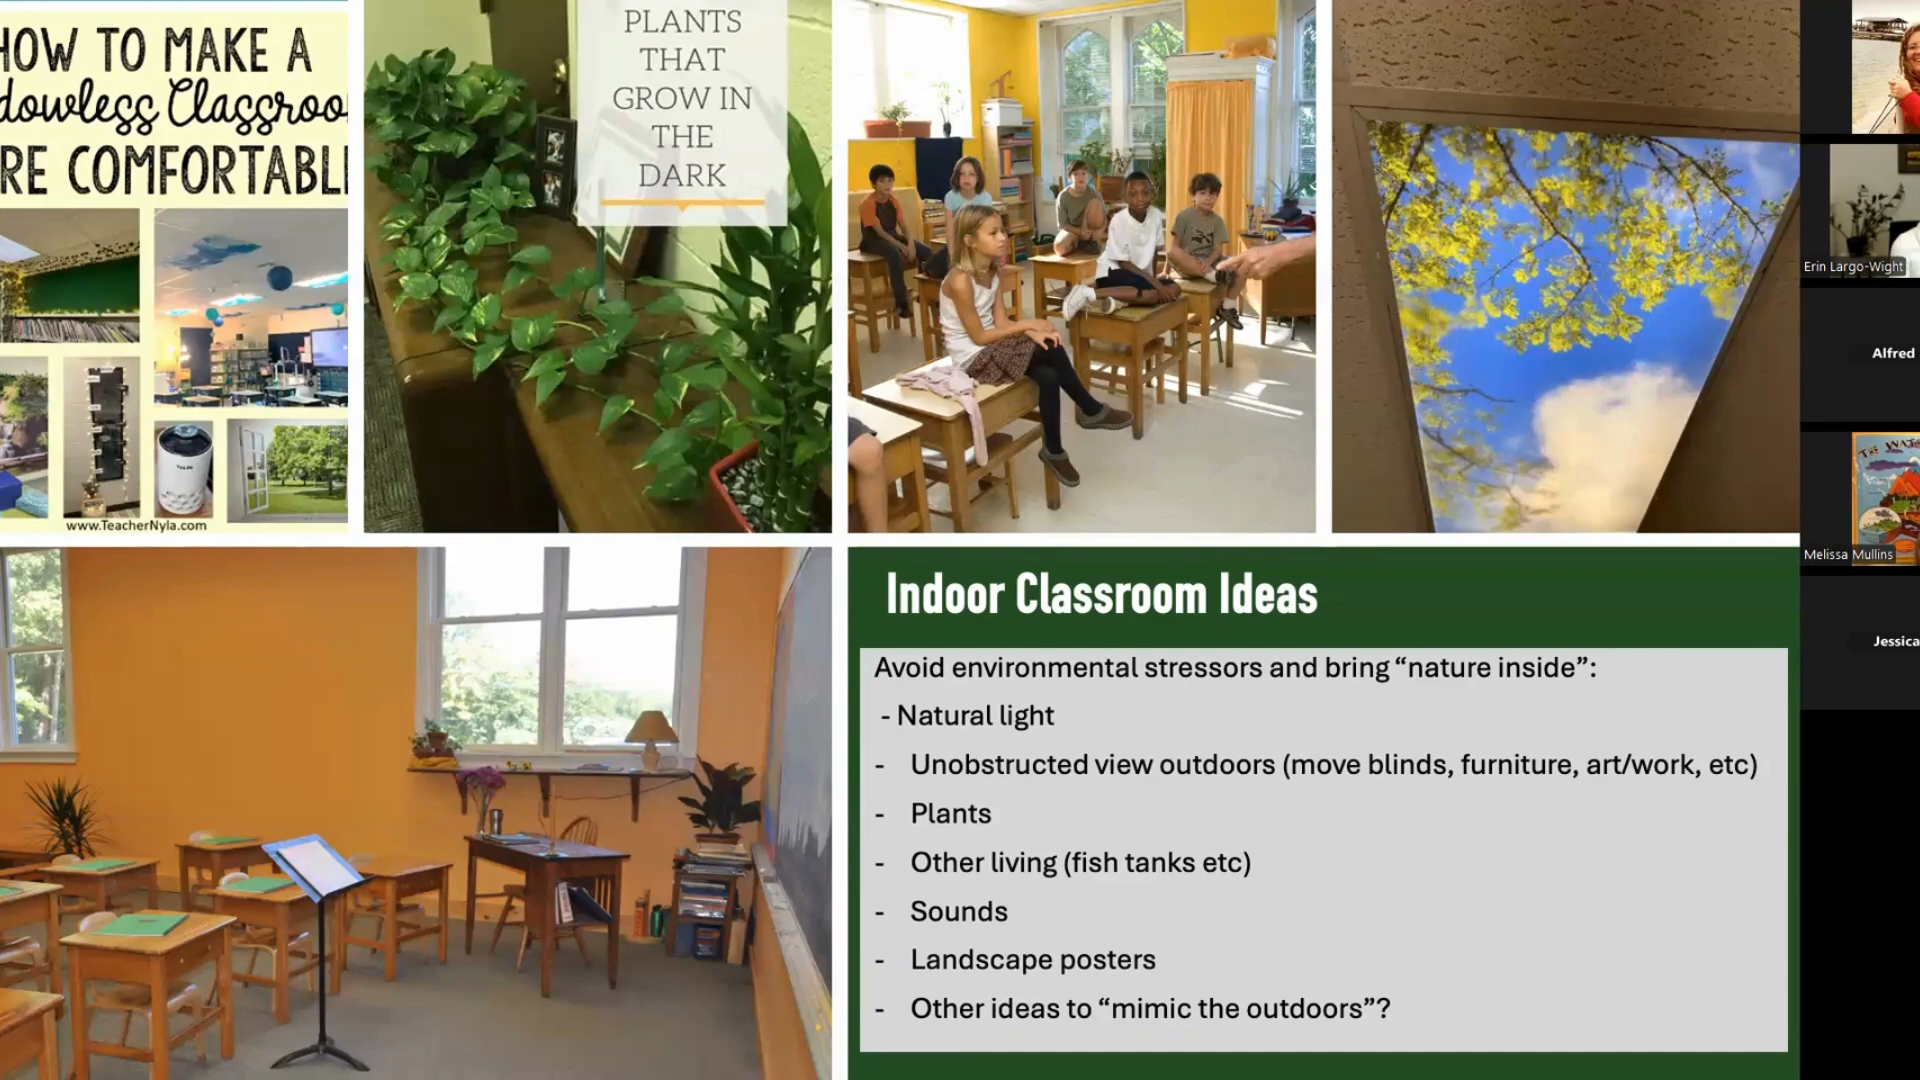 HOW TO MAKE A
dowless Classroo
RE COMFORTABL
www.TeacherNyla.com
PLANTS
THAT
GROW IN
THE
DARK
Indoor Classroom Ideas
Avoid environmental stressors and bring “nature inside”:
- Natural light
- Unobstructed view outdoors (move blinds, furniture, art/work, etc)
- Plants
- Other living (fish tanks etc)
- Sounds
- Landscape posters
- Other ideas to “mimic the outdoors”?
Erin Largo-Wight
Alfred
THE WAT
Melissa Mullins
Jessica